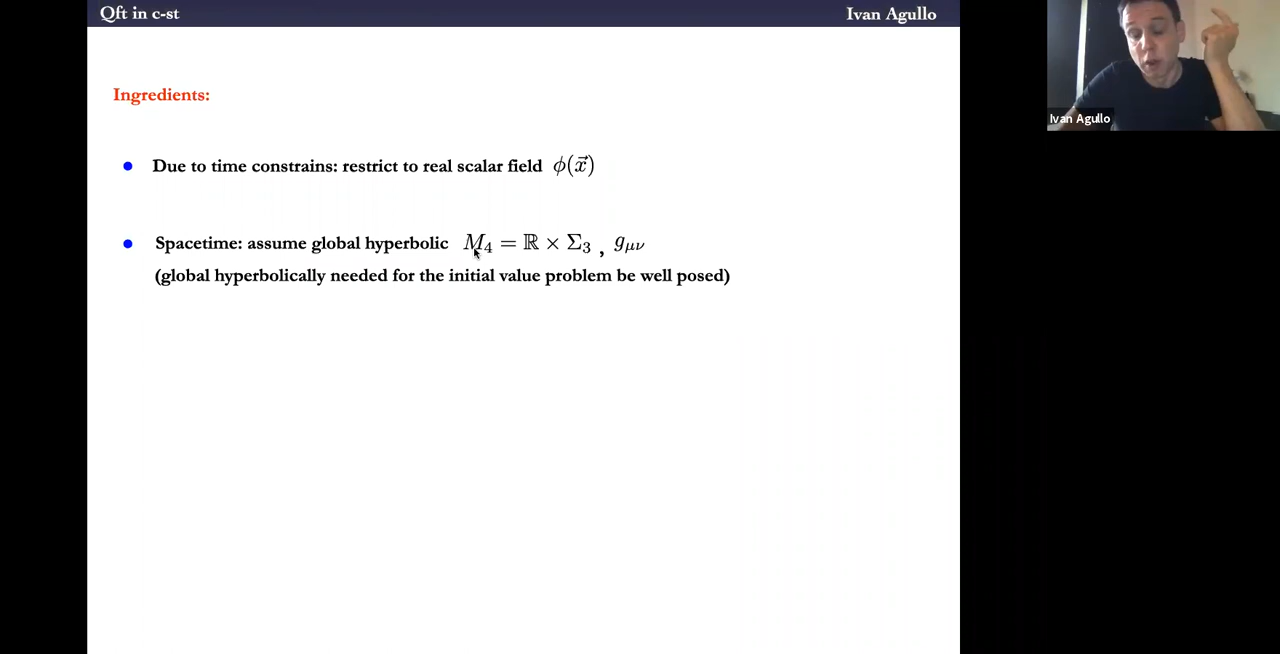 Qft in c-st
Ivan Agullo
Ingredients:
• Due to time constrains: restrict to real scalar field $\phi(\vec{x})$
• Spacetime: assume global hyperbolic $M_4 = \mathbb{R} \times \Sigma_3$ , $g_{\mu\nu}$
(global hyperbolically needed for the initial value problem be well posed)
Ivan Agullo